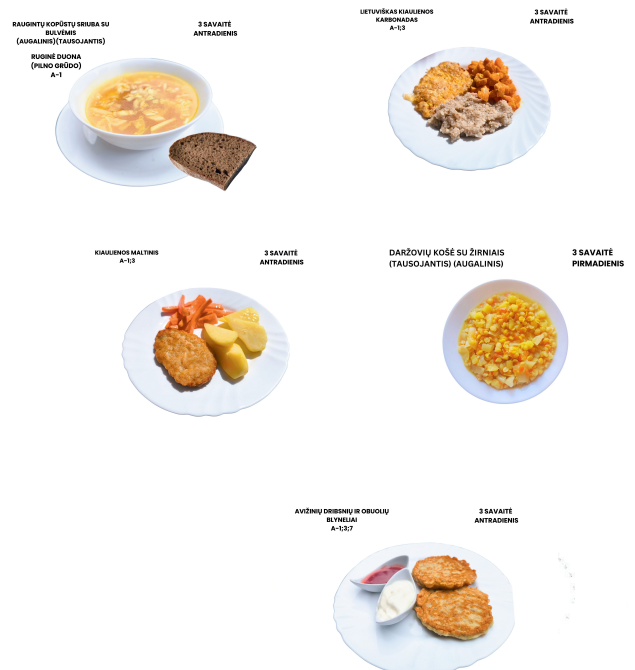 RAUGINTŲ KOPŪSTŲ SRIUBA SU
BULVĖMIS
(AUGALINIS)(TAUSOJANTIS)
RUGINĖ DUONA
(PILNO GRŪDO)
A-1
3 SAVAITĖ
ANTRADIENIS
LIETUVIŠKAS KIAULIENOS
KARBONADAS
A-1;3
3 SAVAITĖ
ANTRADIENIS
KIAULIENOS MALTINIS
A-1;3
3 SAVAITĖ
ANTRADIENIS
DARŽOVIŲ KOŠĖ SU ŽIRNIAIS
(TAUSOJANTIS) (AUGALINIS)
3 SAVAITĖ
PIRMADIENIS
AVIŽINIŲ DRIBSNIŲ IR OBUOLIŲ
BLYNELIAI
A-1;3;7
3 SAVAITĖ
ANTRADIENIS